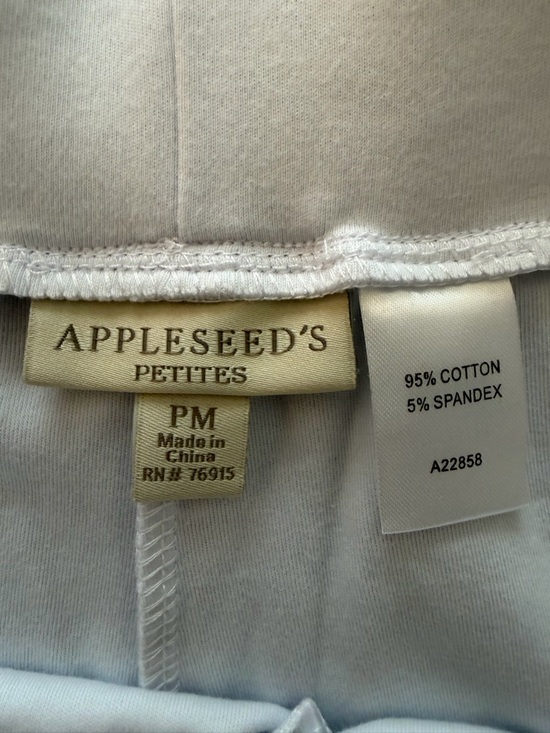 APPLESEED'S
PETITES
PM
Made in
China
RN# 76915
95% COTTON
5% SPANDEX
A22858